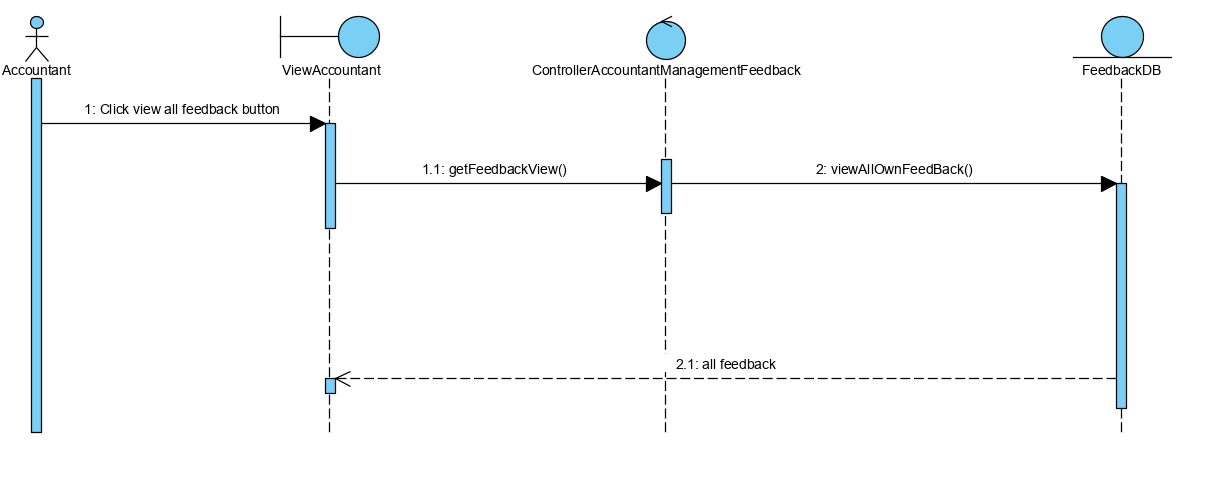 Accountant
ViewAccountant
ControllerAccountantManagementFeedback
FeedbackDB
1: Click view all feedback button
1.1: getFeedbackView()
2: viewAllOwnFeedBack()
2.1: all feedback